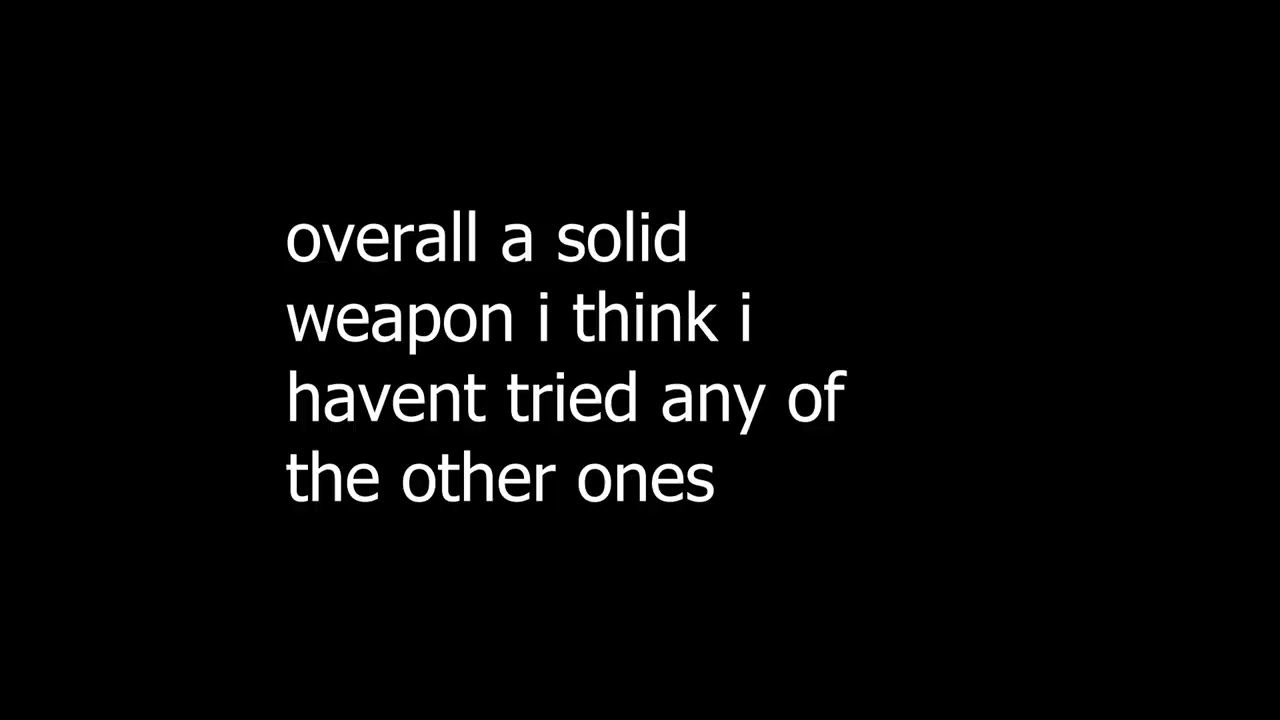 overall a solid
weapon i think i
havent tried any of
the other ones